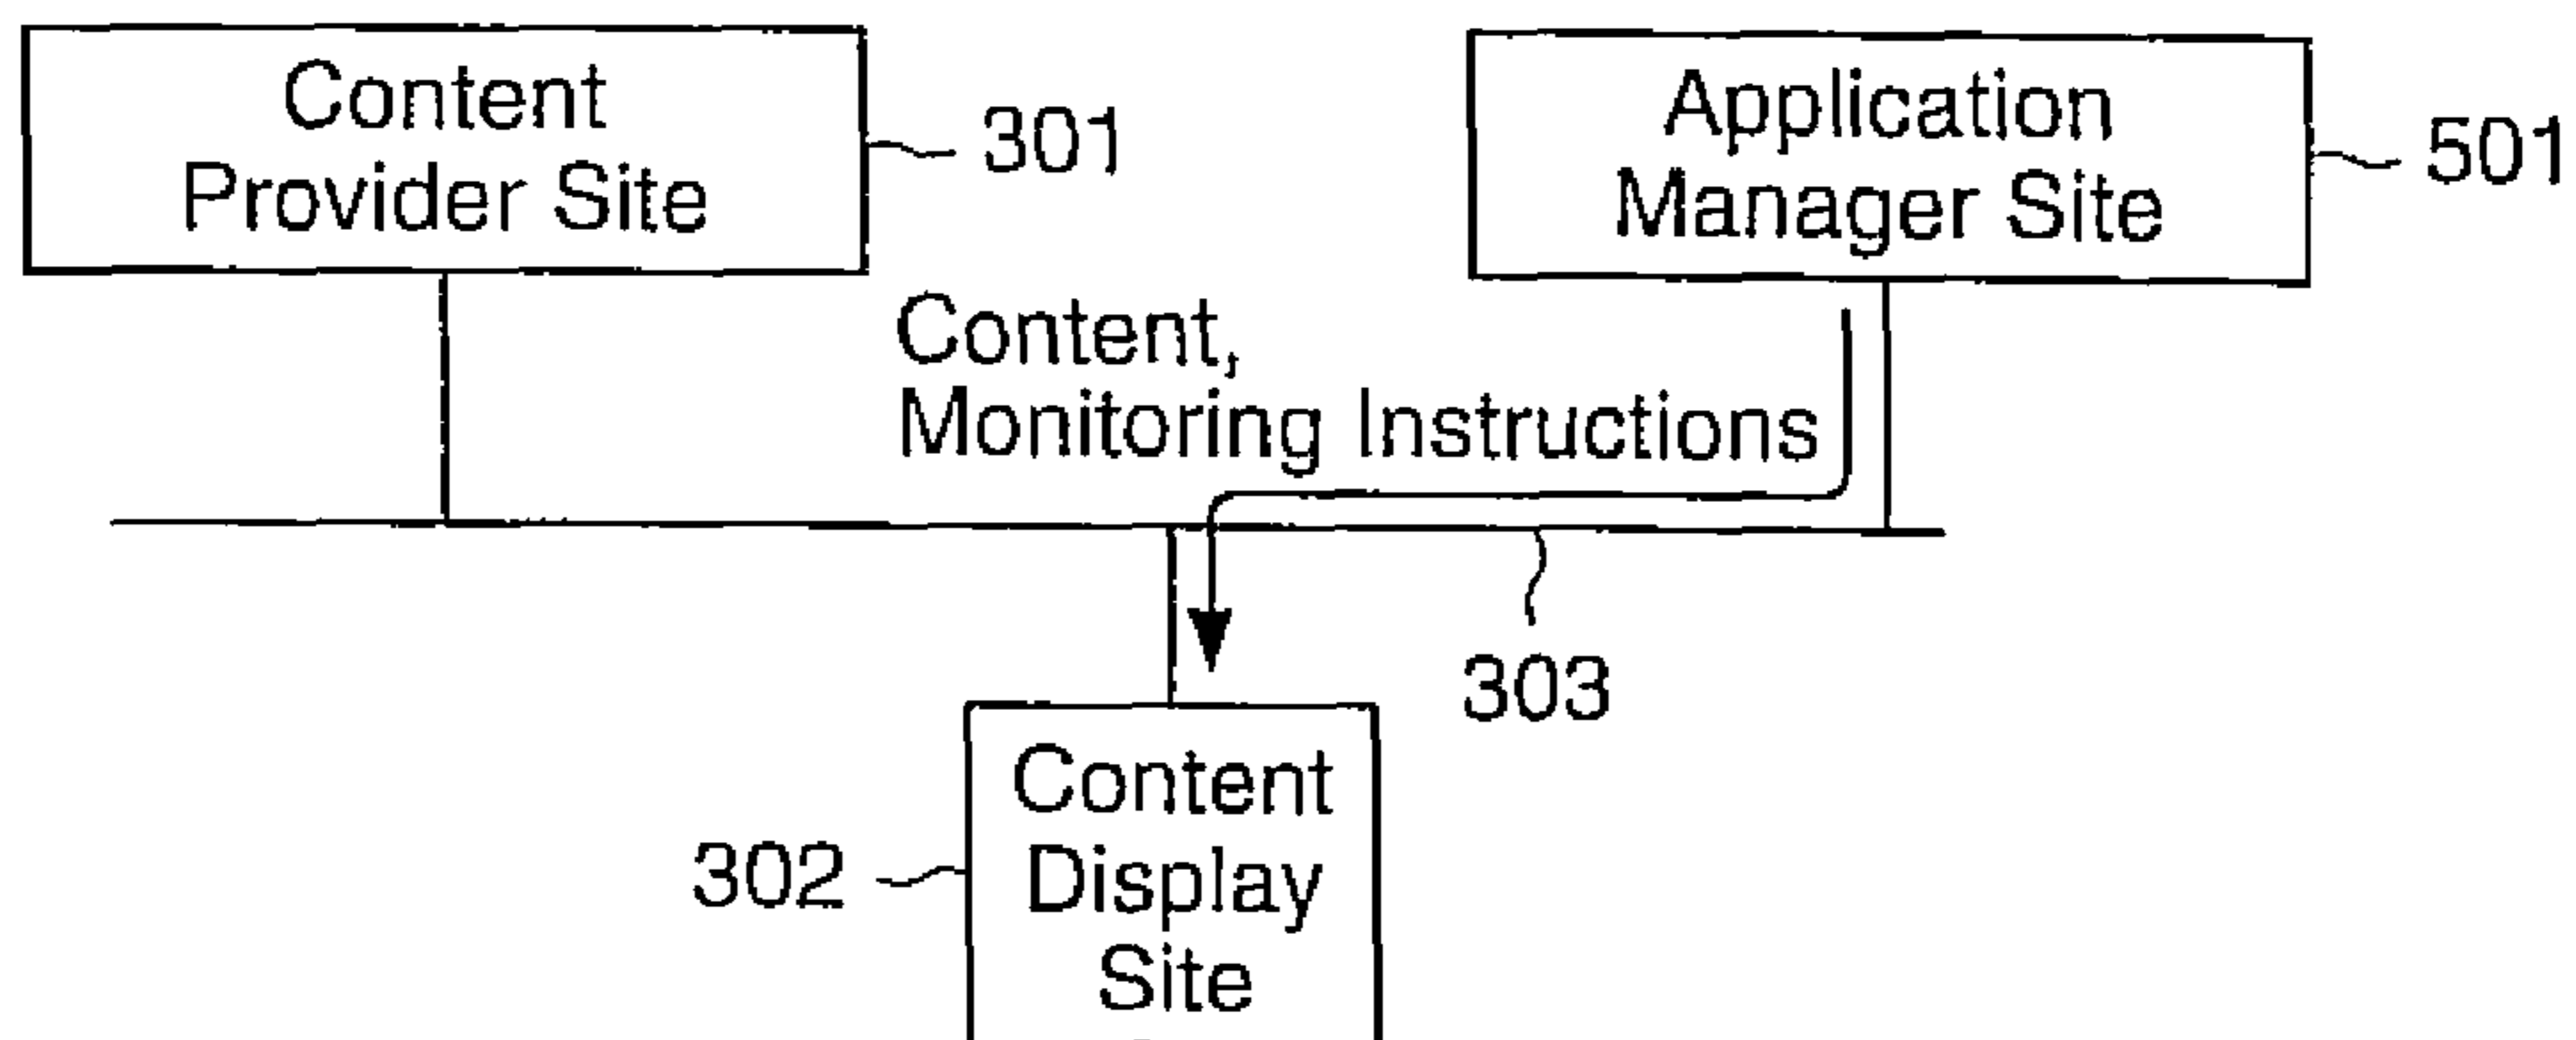 Content
Provider Site
301
Application
Manager Site
501
Content,
Monitoring Instructions
303
302
Content
Display
Site